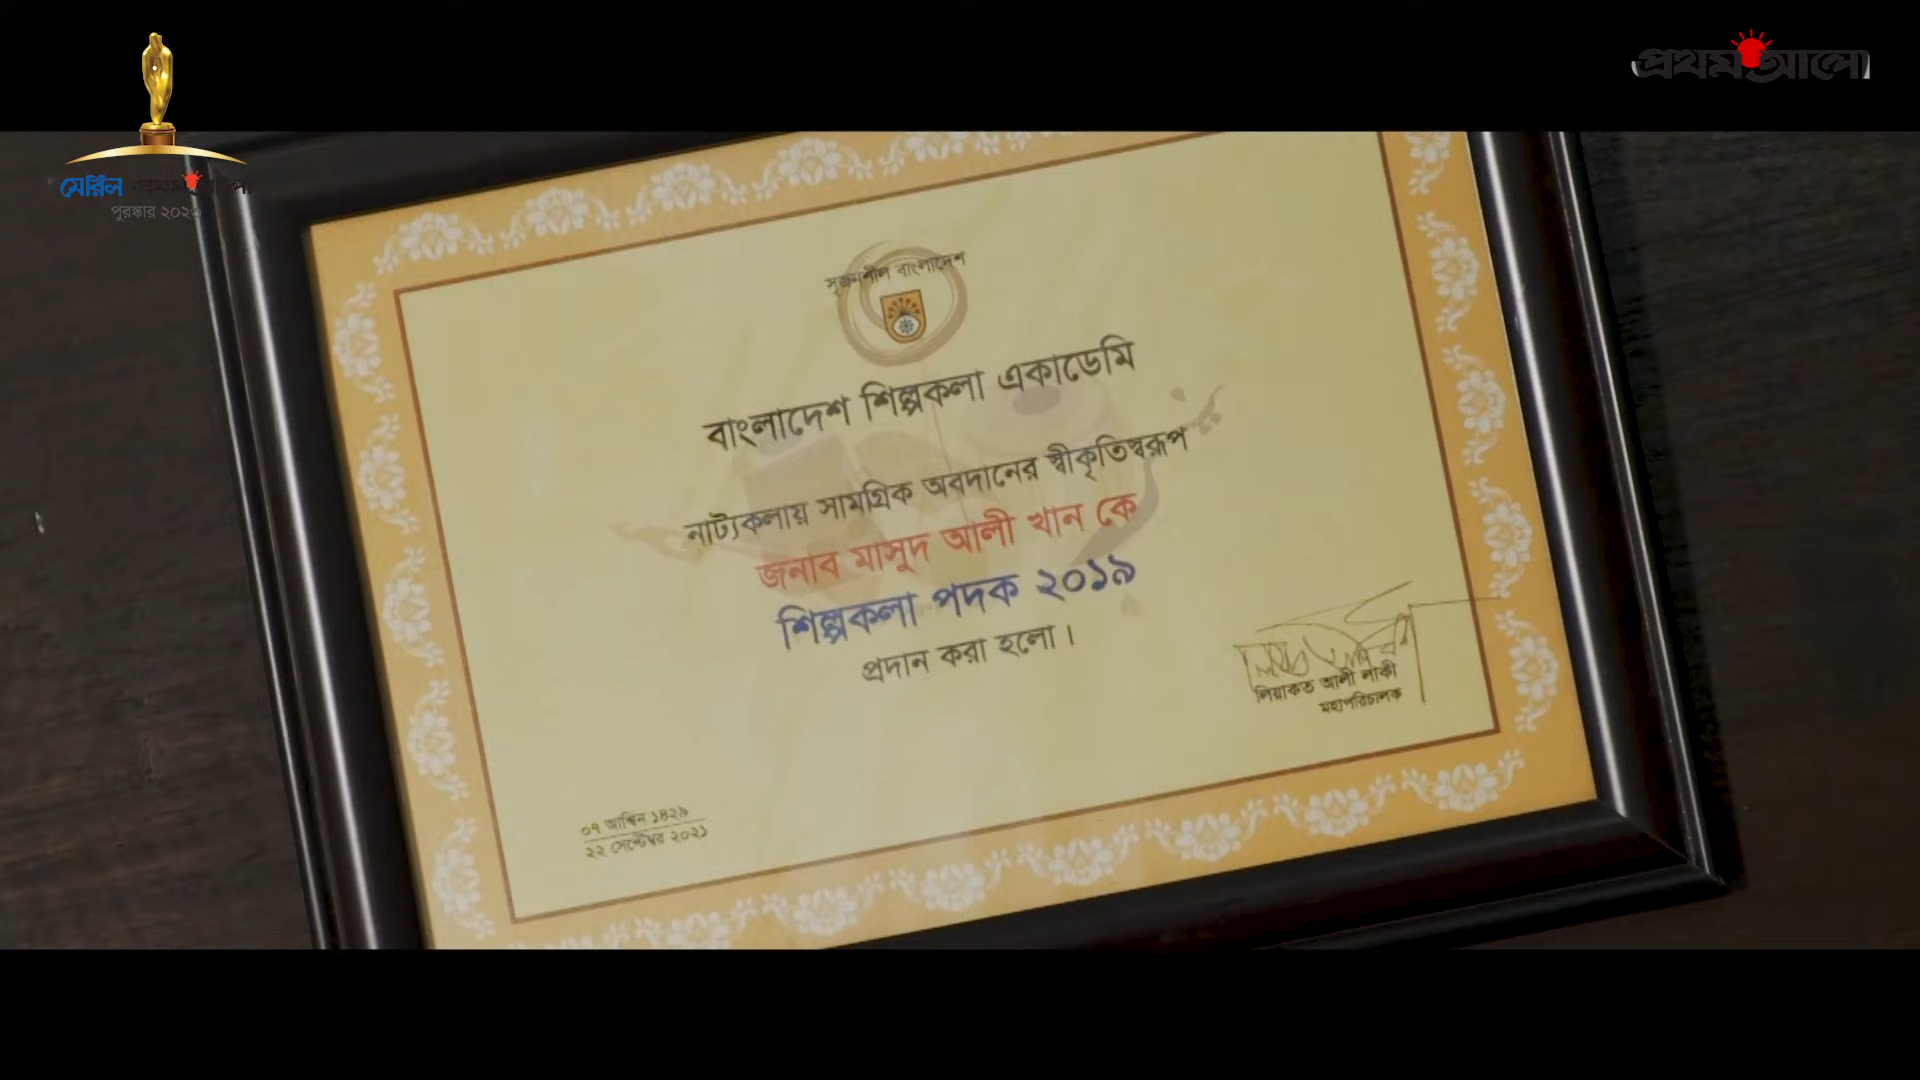 প্রথম আলো
মেরিল প্রথম আলো
পুরস্কার ২০২৩
সৃজনশীল বাংলাদেশ
বাংলাদেশ শিল্পকলা একাডেমি
নাট্যকলায় সামগ্রিক অবদানের স্বীকৃতিস্বরূপ
জনাব মাসুদ আলী খান কে
শিল্পকলা পদক ২০১৯
প্রদান করা হলো।
লিয়াকত আলী লাকী
মহাপরিচালক
০৭ আশ্বিন ১৪২৯
২২ সেপ্টেম্বর ২০২১